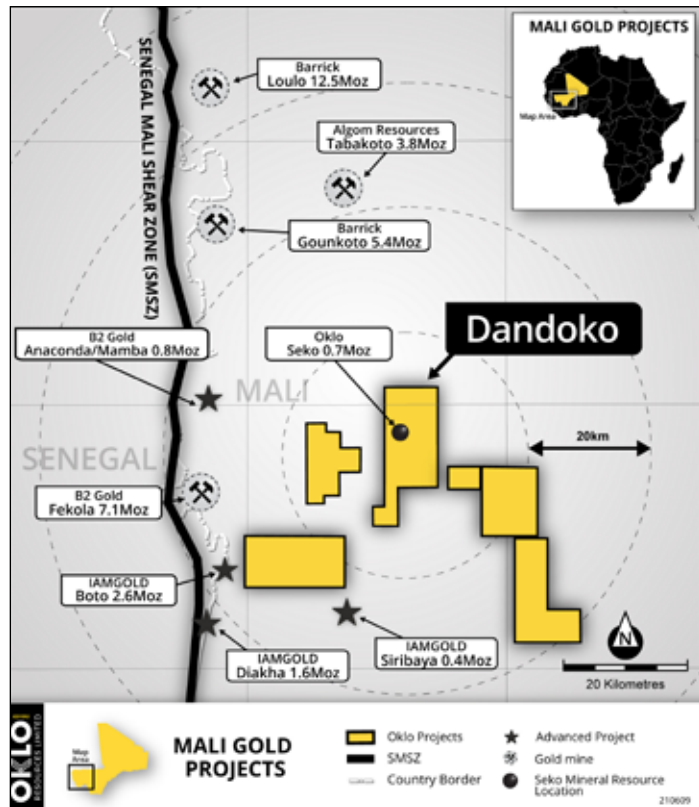 MALI GOLD PROJECTS
Map Area
SENEGAL MALI SHEAR ZONE (SMSZ)
Barrick
Loulo 12.5Moz
Algom Resources
Tabakoto 3.8Moz
Barrick
Gounkoto 5.4Moz
Dandoko
B2 Gold
Anaconda/Mamba 0.8Moz
Oklo
Seko 0.7Moz
MALI
SENEGAL
20km
B2 Gold
Fekola 7.1Moz
IAMGOLD
Boto 2.6Moz
IAMGOLD
Diakha 1.6Moz
IAMGOLD
Siribaya 0.4Moz
N
20 Kilometres
OKLO
RESOURCES LIMITED
Map
Area
MALI GOLD
PROJECTS
Oklo Projects
SMSZ
Country Border
Advanced Project
Gold mine
Seko Mineral Resource
Location
210609